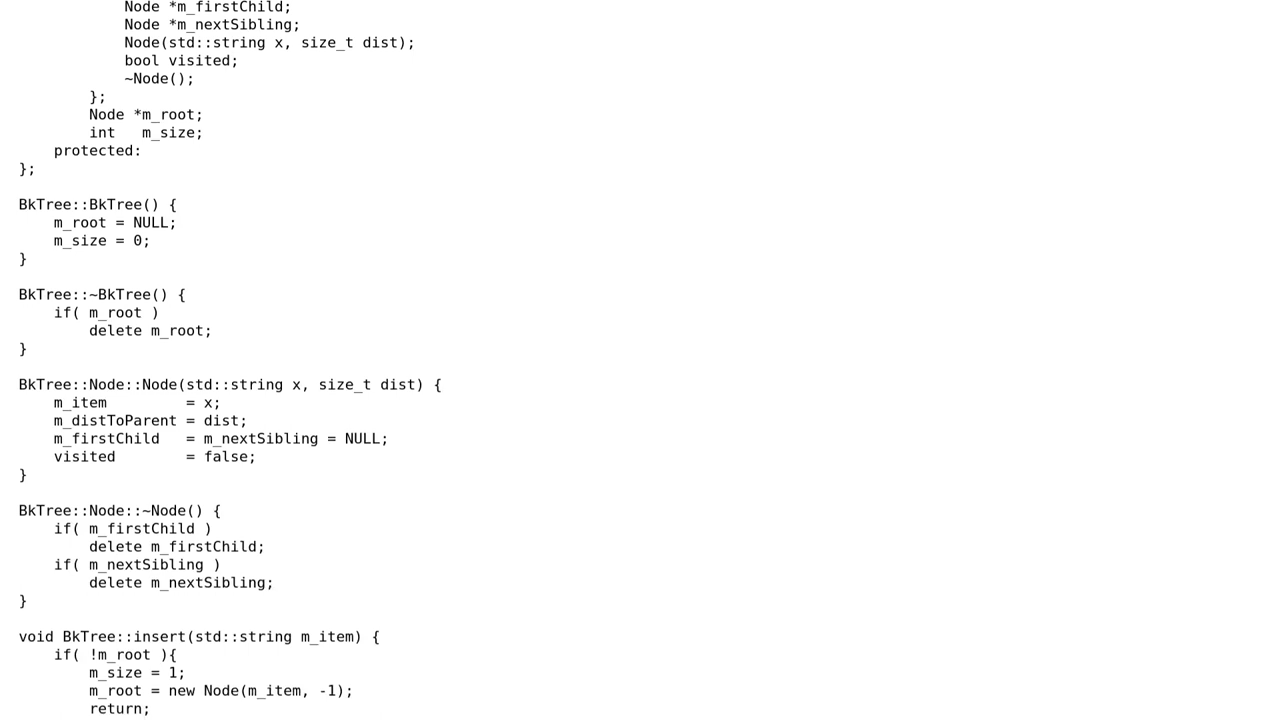 Node *m_firstChild;
            Node *m_nextSibling;
            Node(std::string x, size_t dist);
            bool visited;
            ~Node();
        };
        Node *m_root;
        int   m_size;
    protected:
};

BkTree::BkTree() {
    m_root = NULL;
    m_size = 0;
}

BkTree::~BkTree() {
    if( m_root )
        delete m_root;
}

BkTree::Node::Node(std::string x, size_t dist) {
    m_item         = x;
    m_distToParent = dist;
    m_firstChild   = m_nextSibling = NULL;
    visited        = false;
}

BkTree::Node::~Node() {
    if( m_firstChild )
        delete m_firstChild;
    if( m_nextSibling )
        delete m_nextSibling;
}

void BkTree::insert(std::string m_item) {
    if( !m_root ){
        m_size = 1;
        m_root = new Node(m_item, -1);
        return;